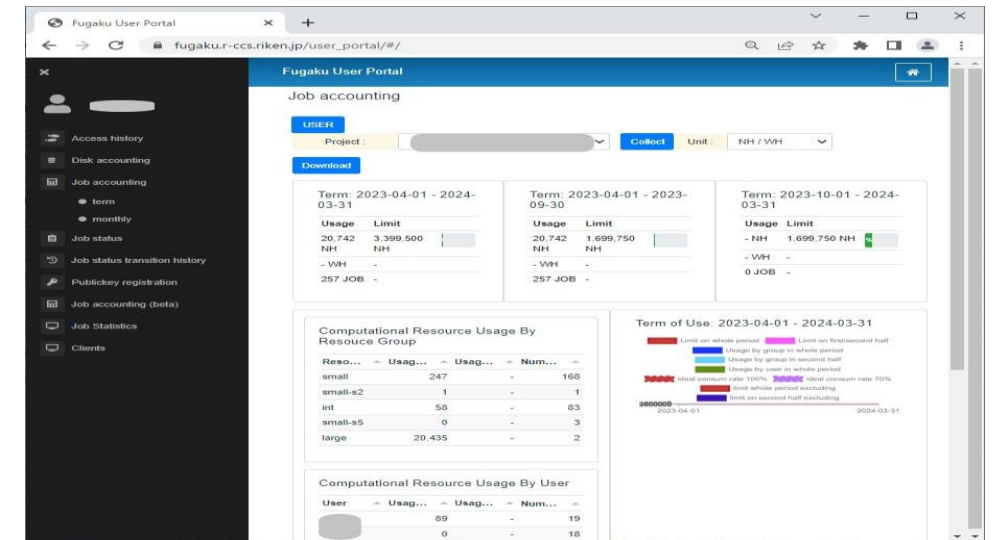 Fugaku User Portal
fugaku.r-ccs.riken.jp/user_portal/#/
Fugaku User Portal
Access history
Disk accounting
Job accounting
term
monthly
Job status
Job status transition history
Publickey registration
Job accounting (beta)
Job Statistics
Clients
Job accounting
USER
Project :
Collect
Unit :
NH / WH
Download
Term: 2023-04-01 - 2024-
03-31
Usage Limit
20,742 3,399,500
NH NH
- WH -
257 JOB -
Term: 2023-04-01 - 2023-
09-30
Usage Limit
20,742 1,699,750
NH NH
- WH -
257 JOB -
Term: 2023-10-01 - 2024-
03-31
Usage Limit
- NH 1,699,750 NH
- WH -
0 JOB -
Computational Resource Usage By
Resouce Group
Reso... Usag... Usag... Num...
small 247 - 168
small-s2 1 - 1
int 58 - 83
small-s5 0 - 3
large 20,435 - 2
Term of Use: 2023-04-01 - 2024-03-31
Limit on whole period Limit on first/second half
Usage by group in whole period
Usage by group in second half
Usage by user in whole period
ideal consum rate 100% ideal consum rate 70%
limit whole period excluding
limit on second half excluding
2023-04-01 2024-03-31
Computational Resource Usage By User
User Usag... Usag... Num...
89 - 19
0 - 18